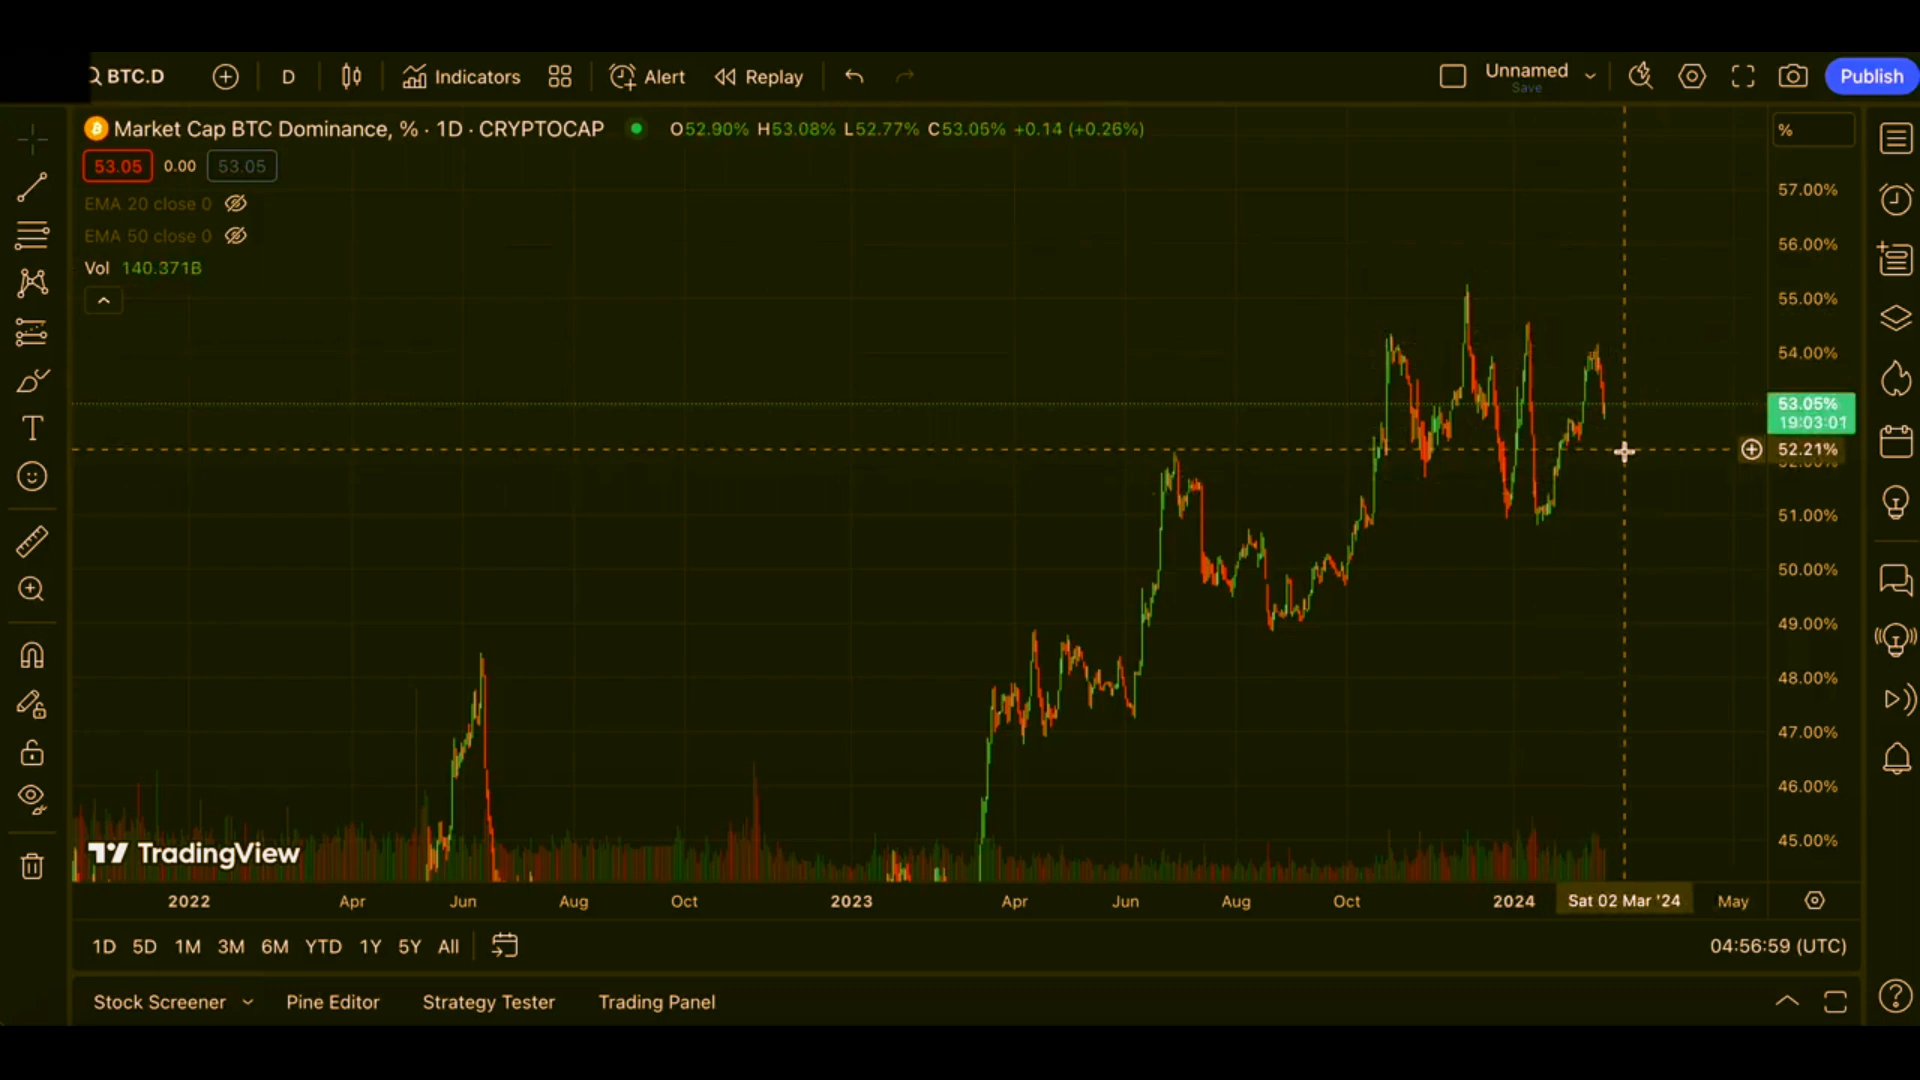 BTC.D D Indicators Alert Replay Unnamed Save Publish
Market Cap BTC Dominance, % · 1D · CRYPTOCAP O52.90% H53.08% L52.77% C53.05% +0.14 (+0.26%) %
53.05 0.00 53.05
EMA 20 close 0
EMA 50 close 0
Vol 140.371B
57.00%
56.00%
55.00%
54.00%
53.05%
19:03:01
52.21%
51.00%
50.00%
49.00%
48.00%
47.00%
46.00%
45.00%
TradingView
2022 Apr Jun Aug Oct 2023 Apr Jun Aug Oct 2024 Sat 02 Mar '24 May
1D 5D 1M 3M 6M YTD 1Y 5Y All 04:56:59 (UTC)
Stock Screener Pine Editor Strategy Tester Trading Panel